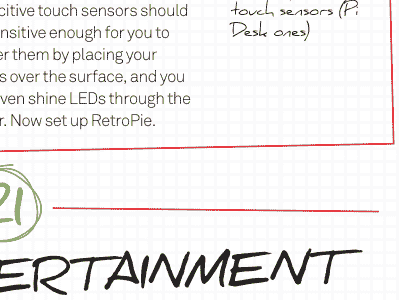 citive touch sensors should
nsitive enough for you to
er them by placing your
s over the surface, and you
ven shine LEDs through the
r. Now set up RetroPie.
touch sensors (Pi
Desk ones)
21
ERTAINMENT